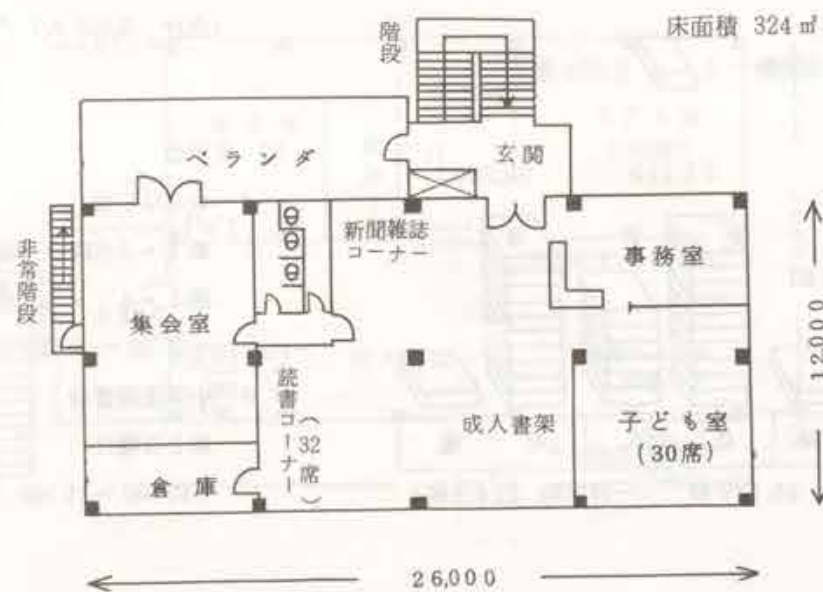 床面積 324㎡
階段
ベランダ
玄関
新聞雑誌
コーナー
事務室
非常階段
集会室
読書コーナー
(32席)
成人書架
子ども室
(30席)
倉庫
12000
26,000